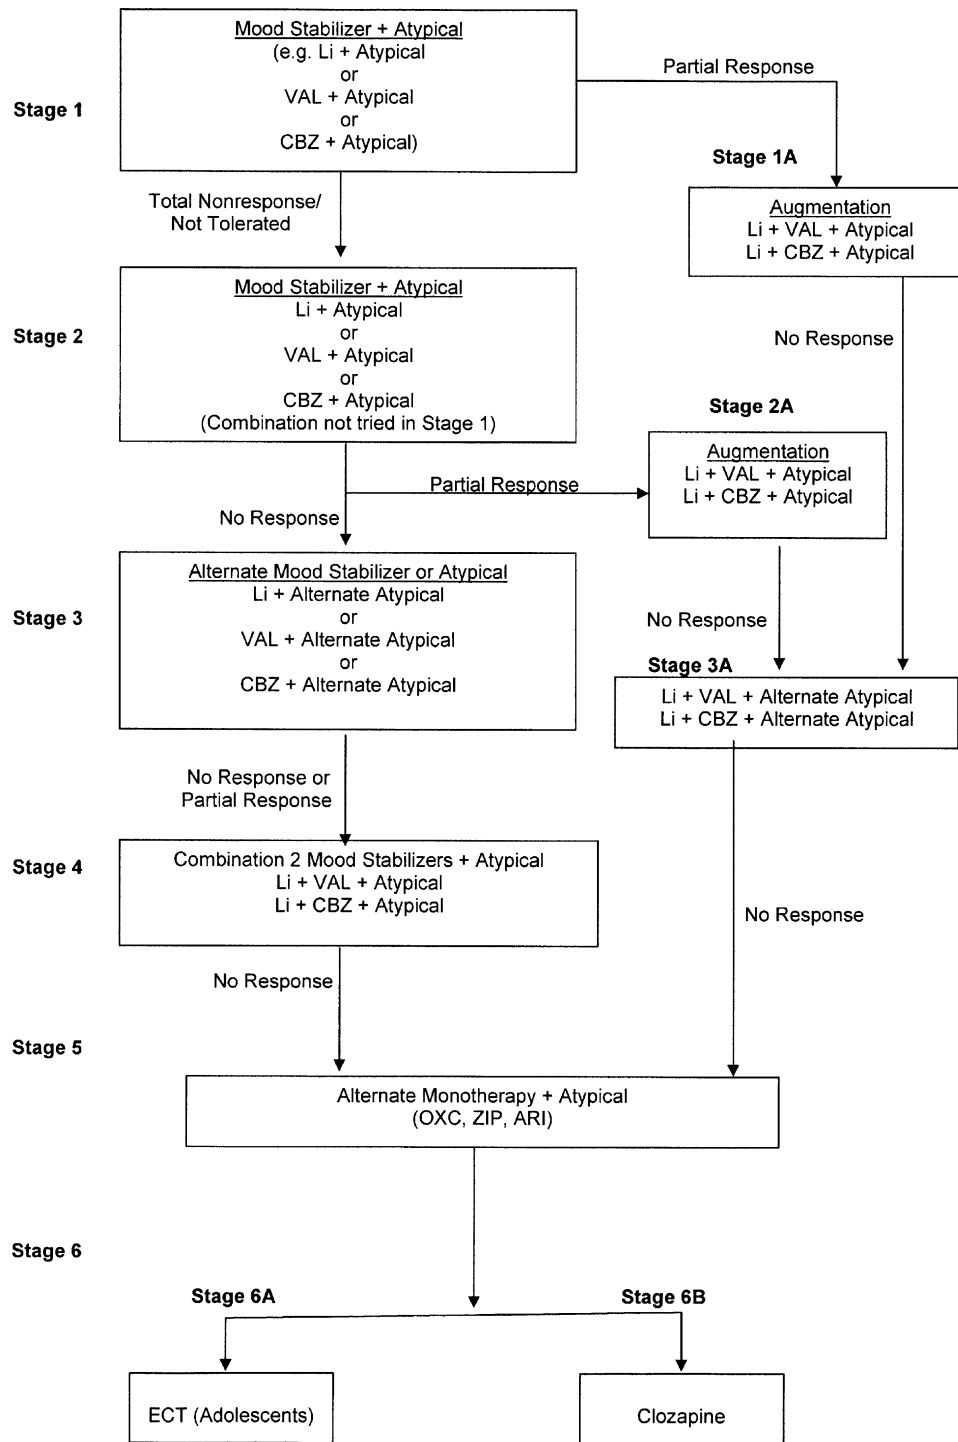 Stage 1
Mood Stabilizer + Atypical
(e.g. Li + Atypical
or
VAL + Atypical
or
CBZ + Atypical)
Partial Response
Stage 1A
Augmentation
Li + VAL + Atypical
Li + CBZ + Atypical
Total Nonresponse/
Not Tolerated
Stage 2
Mood Stabilizer + Atypical
Li + Atypical
or
VAL + Atypical
or
CBZ + Atypical
(Combination not tried in Stage 1)
No Response
Stage 2A
Augmentation
Li + VAL + Atypical
Li + CBZ + Atypical
Partial Response
No Response
Stage 3
Alternate Mood Stabilizer or Atypical
Li + Alternate Atypical
or
VAL + Alternate Atypical
or
CBZ + Alternate Atypical
No Response
Stage 3A
Li + VAL + Alternate Atypical
Li + CBZ + Alternate Atypical
No Response or
Partial Response
Stage 4
Combination 2 Mood Stabilizers + Atypical
Li + VAL + Atypical
Li + CBZ + Atypical
No Response
No Response
Stage 5
Alternate Monotherapy + Atypical
(OXC, ZIP, ARI)
Stage 6
Stage 6A
Stage 6B
ECT (Adolescents)
Clozapine